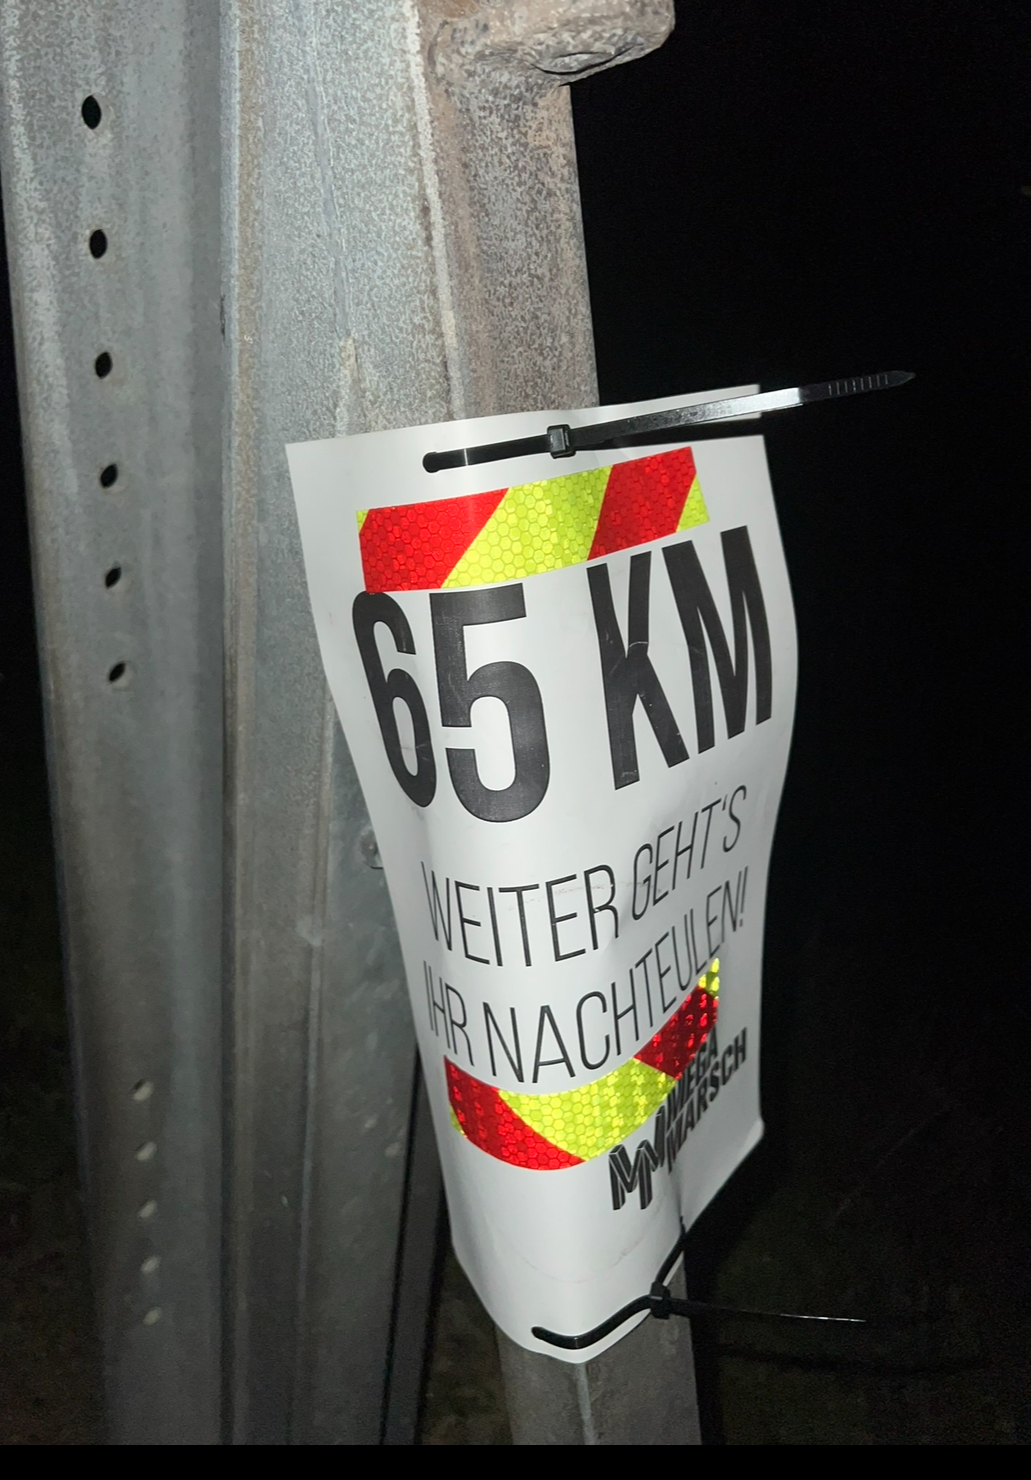 65 KM
WEITER GEHT'S
IHR NACHTEULEN!
MEGA
MARSCH